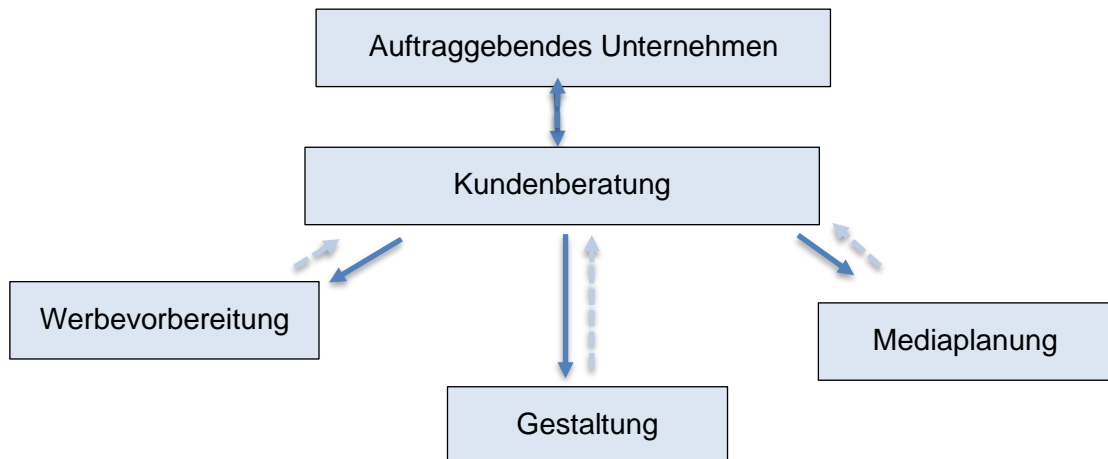 Auftraggebendes Unternehmen
Kundenberatung
Werbevorbereitung
Mediaplanung
Gestaltung